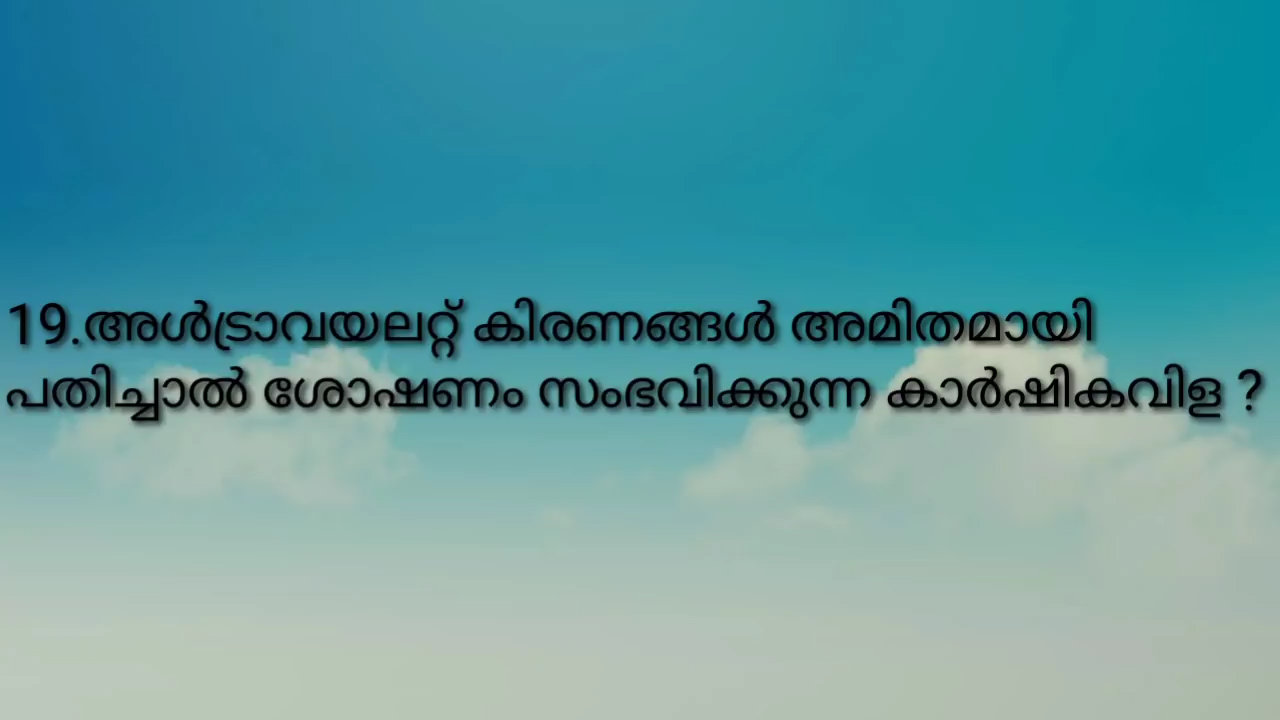 19.അൾട്രാവയലറ്റ് കിരണങ്ങൾ അമിതമായി
പതിച്ചാൽ ശോഷണം സംഭവിക്കുന്ന കാർഷികവിള ?